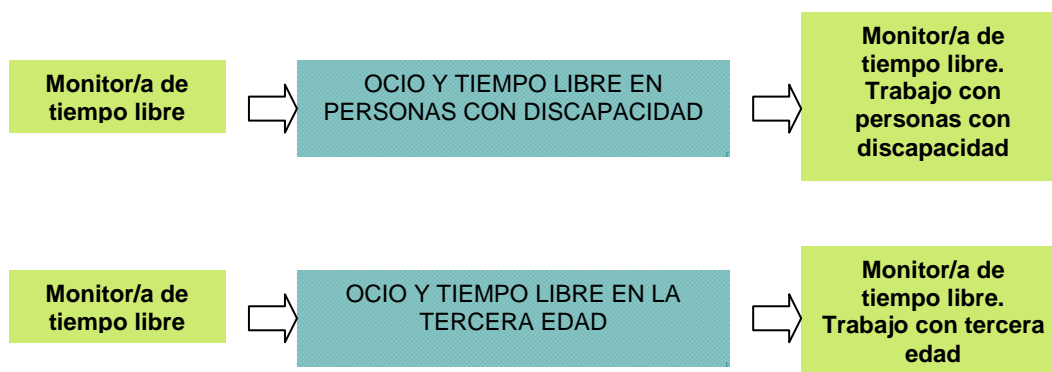 Monitor/a de
tiempo libre
OCIO Y TIEMPO LIBRE EN
PERSONAS CON DISCAPACIDAD
Monitor/a de
tiempo libre.
Trabajo con
personas con
discapacidad
Monitor/a de
tiempo libre
OCIO Y TIEMPO LIBRE EN LA
TERCERA EDAD
Monitor/a de
tiempo libre.
Trabajo con tercera
edad